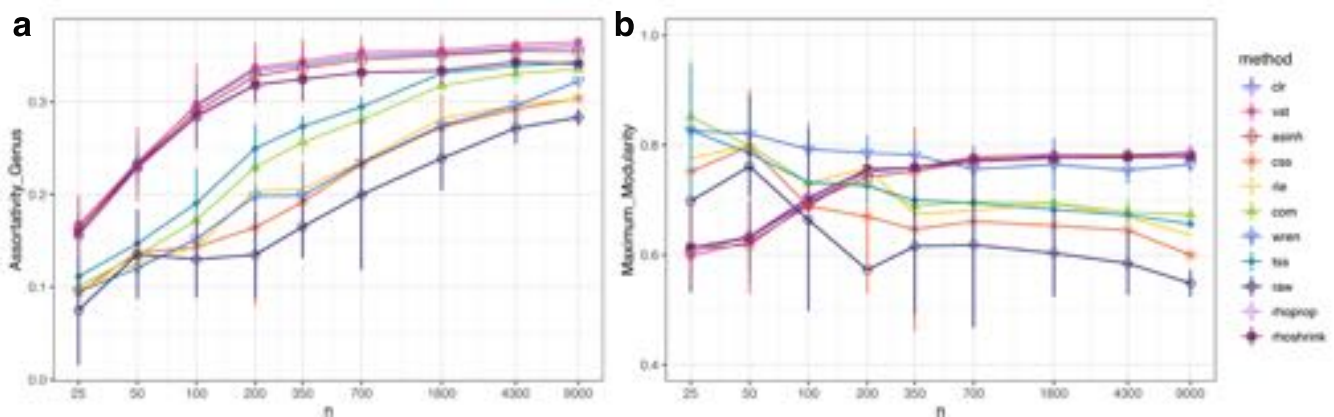 a
b
Assortativity_Genus
0.3
0.2
0.1
0.0
25 50 100 200 350 700 1800 4300 9000
n
Maximum_Modularity
1.0
0.8
0.6
0.4
25 50 100 200 350 700 1800 4300 9000
n
method
clr
vst
asinh
css
rle
com
wren
tss
raw
rhoprop
rhoshrink